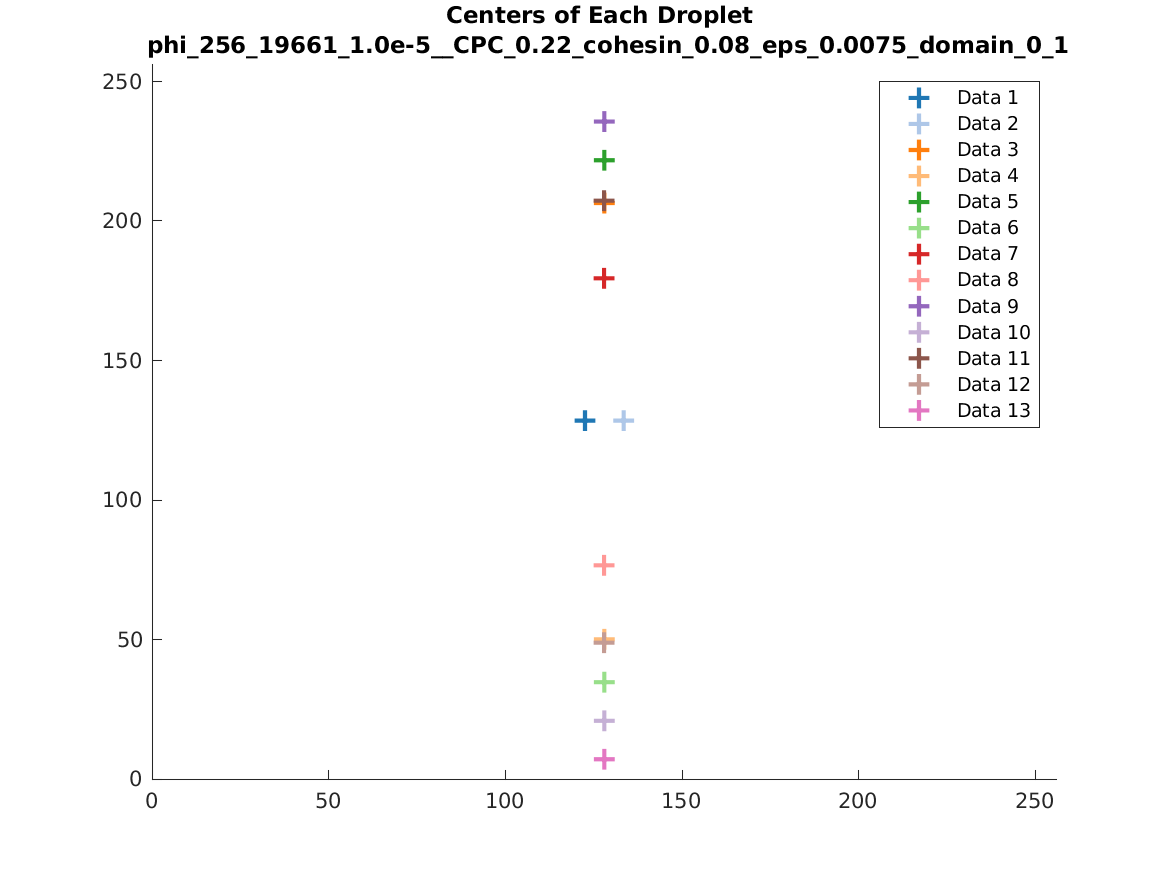 Centers of Each Droplet
phi_256_19661_1.0e-5__CPC_0.22_cohesin_0.08_eps_0.0075_domain_0_1
250
200
150
100
50
0
0 50 100 150 200 250
Data 1
Data 2
Data 3
Data 4
Data 5
Data 6
Data 7
Data 8
Data 9
Data 10
Data 11
Data 12
Data 13